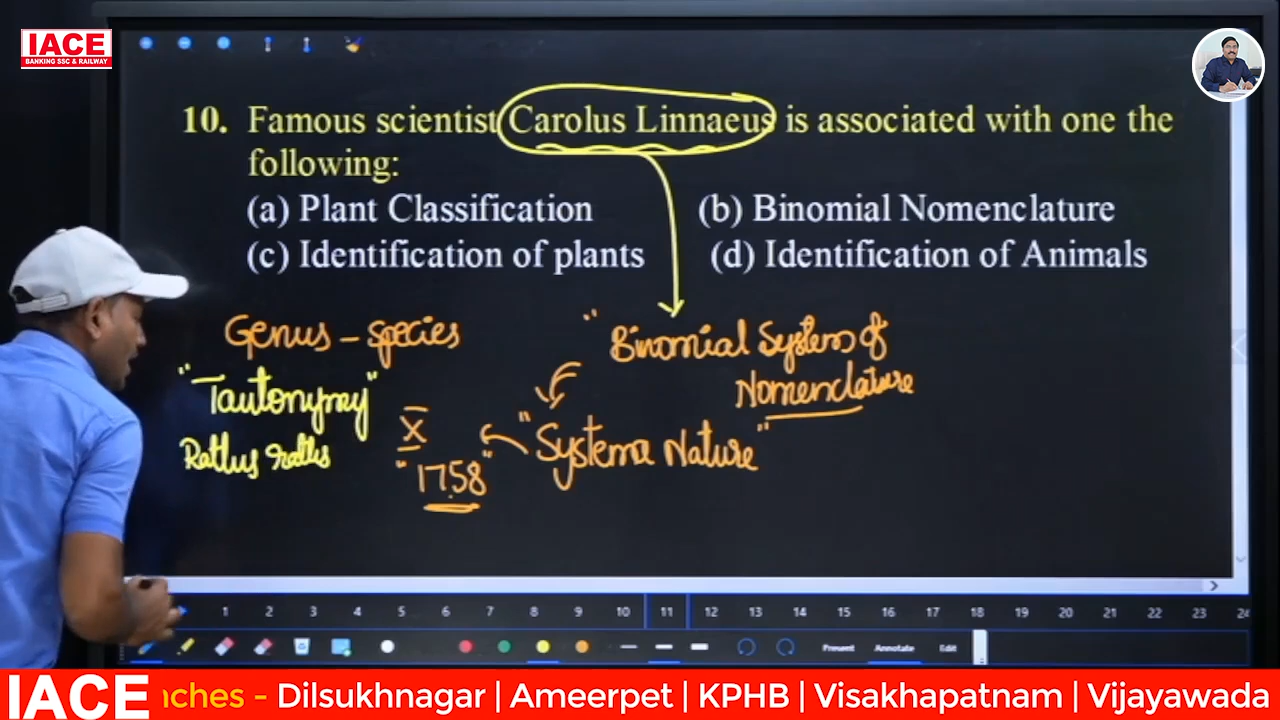 IACE
BANKING SSC & RAILWAY
10. Famous scientist Carolus Linnaeus is associated with one the
following:
(a) Plant Classification (b) Binomial Nomenclature
(c) Identification of plants (d) Identification of Animals
Genus - Species
"Binomial System of
Nomenclature
"Tautonymy"
Rattus rattus
X
"1758"
"Systema Nature"
1 2 3 4 5 6 7 8 9 10 11 12 13 14 15 16 17 18 19 20 21 22 23 24
Present Annotate Edit
IACE nches - Dilsukhnagar | Ameerpet | KPHB | Visakhapatnam | Vijayawada